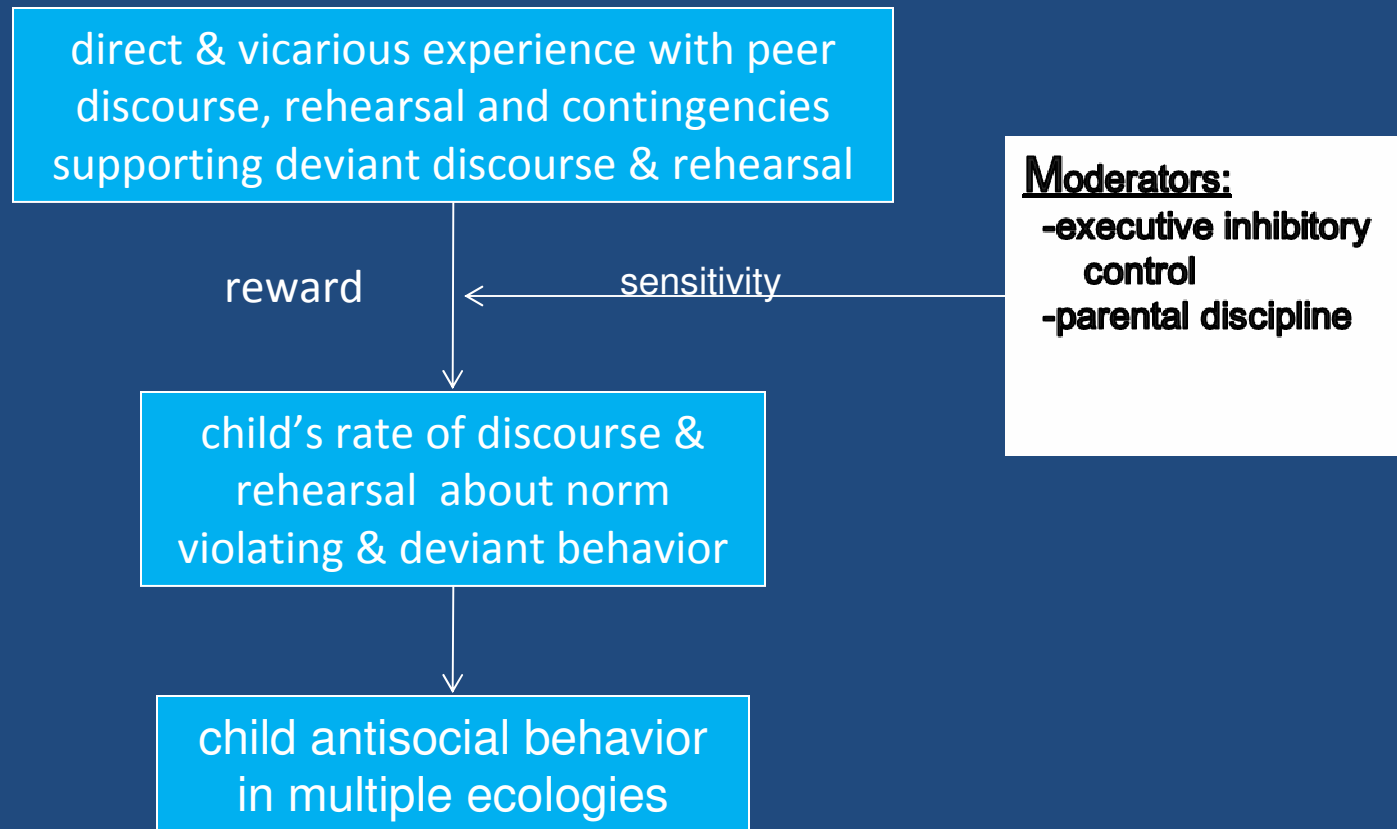 direct & vicarious experience with peer
discourse, rehearsal and contingencies
supporting deviant discourse & rehearsal
Moderators:
-executive inhibitory
control
-parental discipline
reward
sensitivity
child’s rate of discourse &
rehearsal about norm
violating & deviant behavior
child antisocial behavior
in multiple ecologies